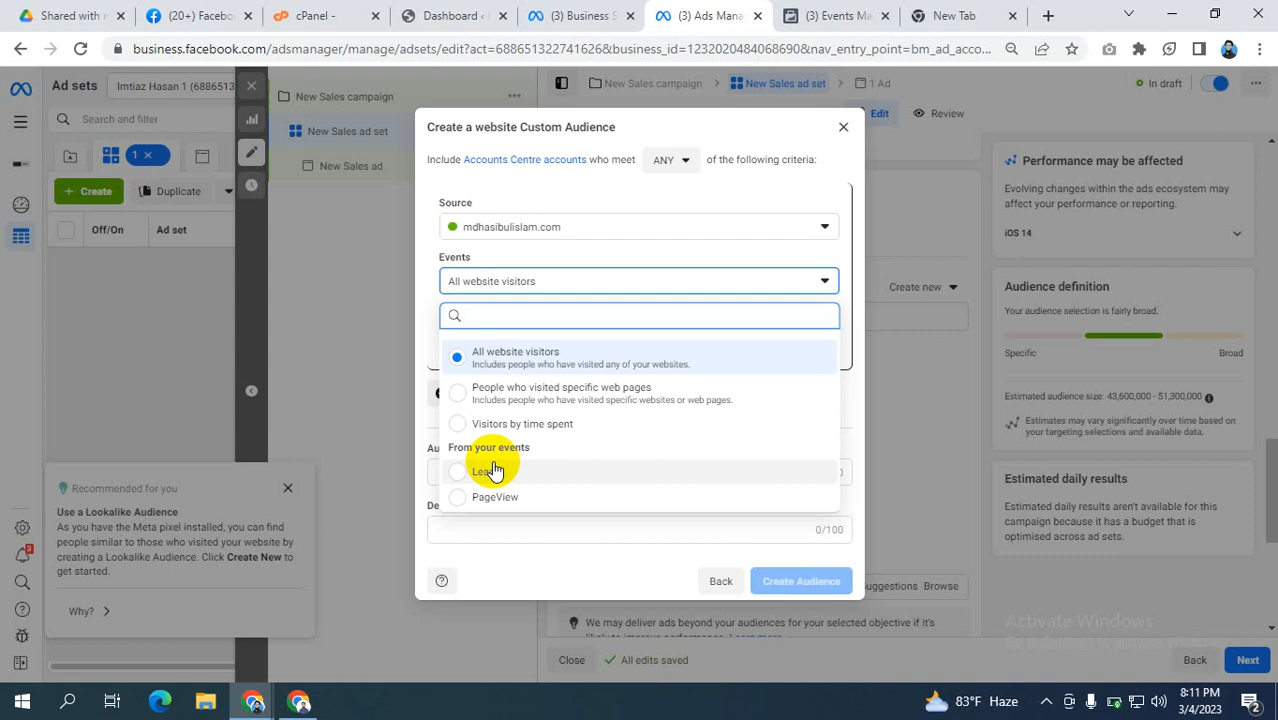 Shared with m
(20+) Facebo
cPanel -
Dashboard ‹
(3) Business S
(3) Ads Mana
(3) Events M
New Tab
business.facebook.com/adsmanager/manage/adsets/edit?act=688651322741626&business_id=1232020484068690&nav_entry_point=bm_ad_acco...
Ad sets
Imtiaz Hasan 1 (316537
New Sales campaign
New Sales campaign
New Sales ad set
1 Ad
In draft
Search and filter
Create a website Custom Audience
Edit
Review
New Sales ad set
1
Include Accounts Centre accounts who meet ANY of the following criteria:
Performance may be affected
New Sales ad
Evolving changes within the ads ecosystem may
affect your performance or reporting.
+ Create
Duplicate
Source
mdhasibulislam.com
Off/On
Ad set
iOS 14
Events
All website visitors
Create new
Audience definition
Your audience selection is fairly broad.
All website visitors
Includes people who have visited any of your websites.
Specific
Broad
People who visited specific web pages
Includes people who have visited specific websites or web pages.
Estimated audience size: 43,600,000 - 51,300,000
Visitors by time spent
Estimates may vary significantly over time based on
your targeting selections and available data.
From your events
PageView
Recommended for you
Use a Lookalike Audience
As you have the Meta pixel installed, you can find
people similar to those who visited your website by
creating a Lookalike Audience. Click Create New to
get started.
Why?
Estimated daily results
Estimated daily results aren't available for this
campaign because it has a budget that is
optimised across ad sets.
0/100
Back
Create Audience
Suggestions
Browse
We may deliver ads beyond your audiences for your selected objective if it's
Activate Windows
Close
All edits saved
Back
Next
3
83°F Haze
8:11 PM
3/4/2023
2